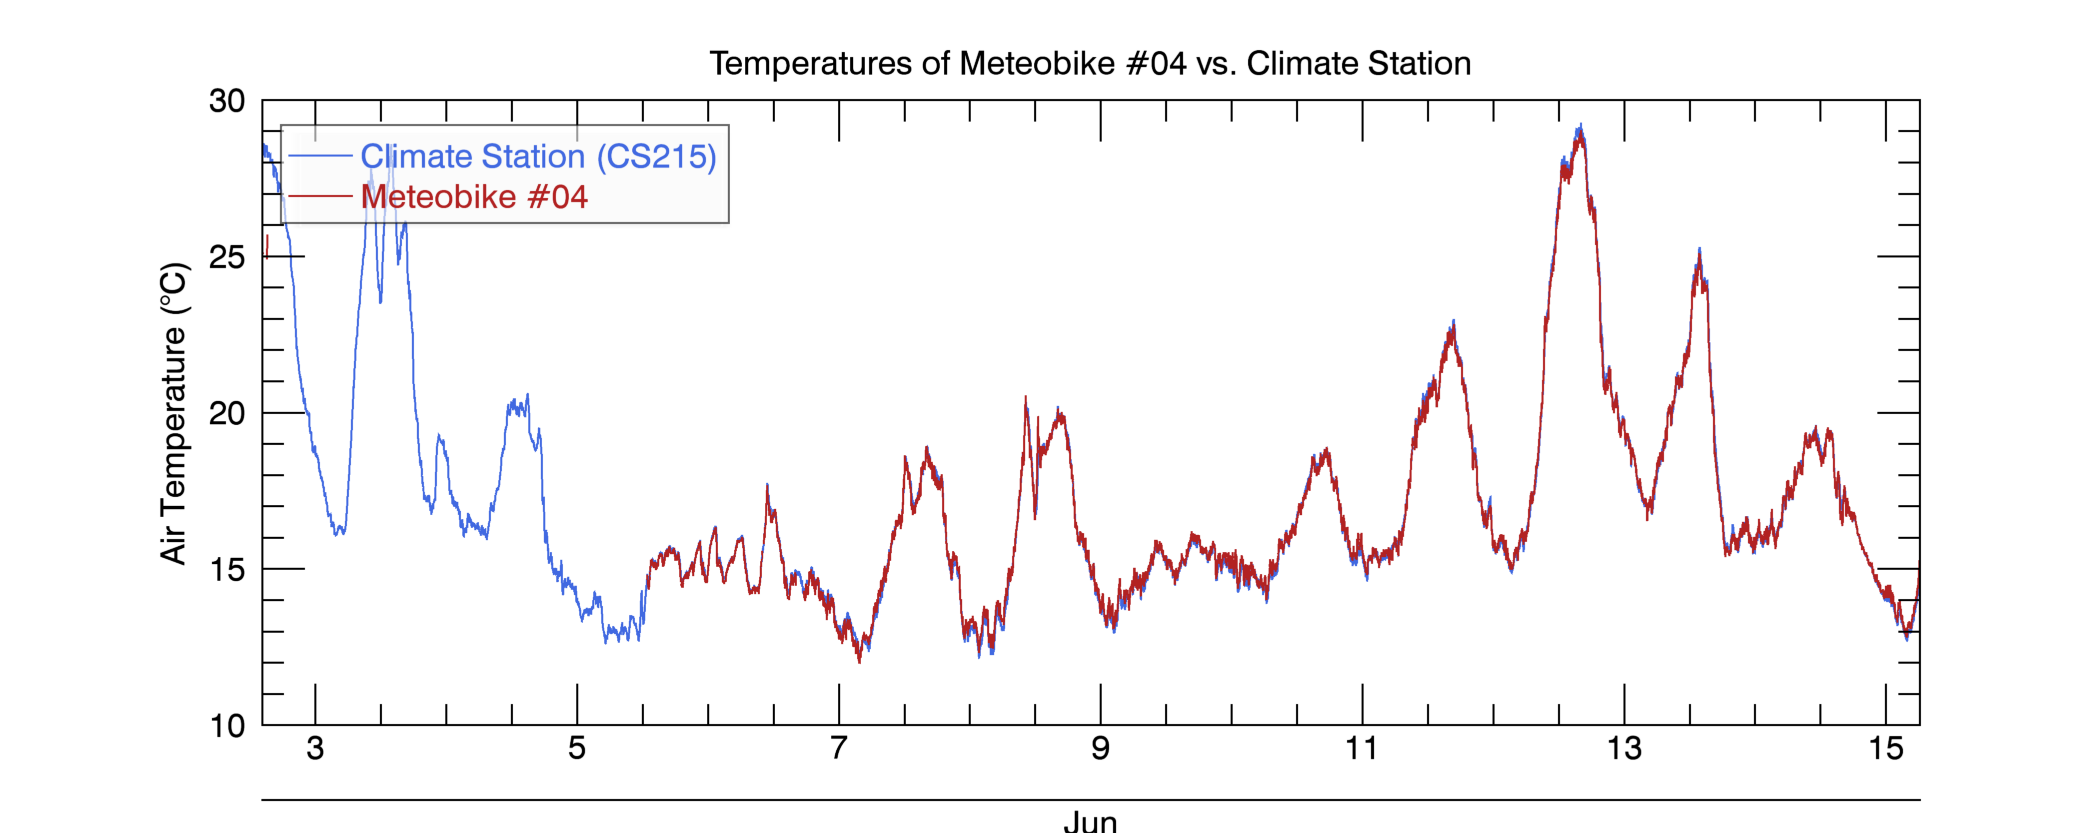 Temperatures of Meteobike #04 vs. Climate Station
30
Climate Station (CS215)
Meteobike #04
25
20
15
10
Air Temperature (°C)
3 5 7 9 11 13 15
Jun